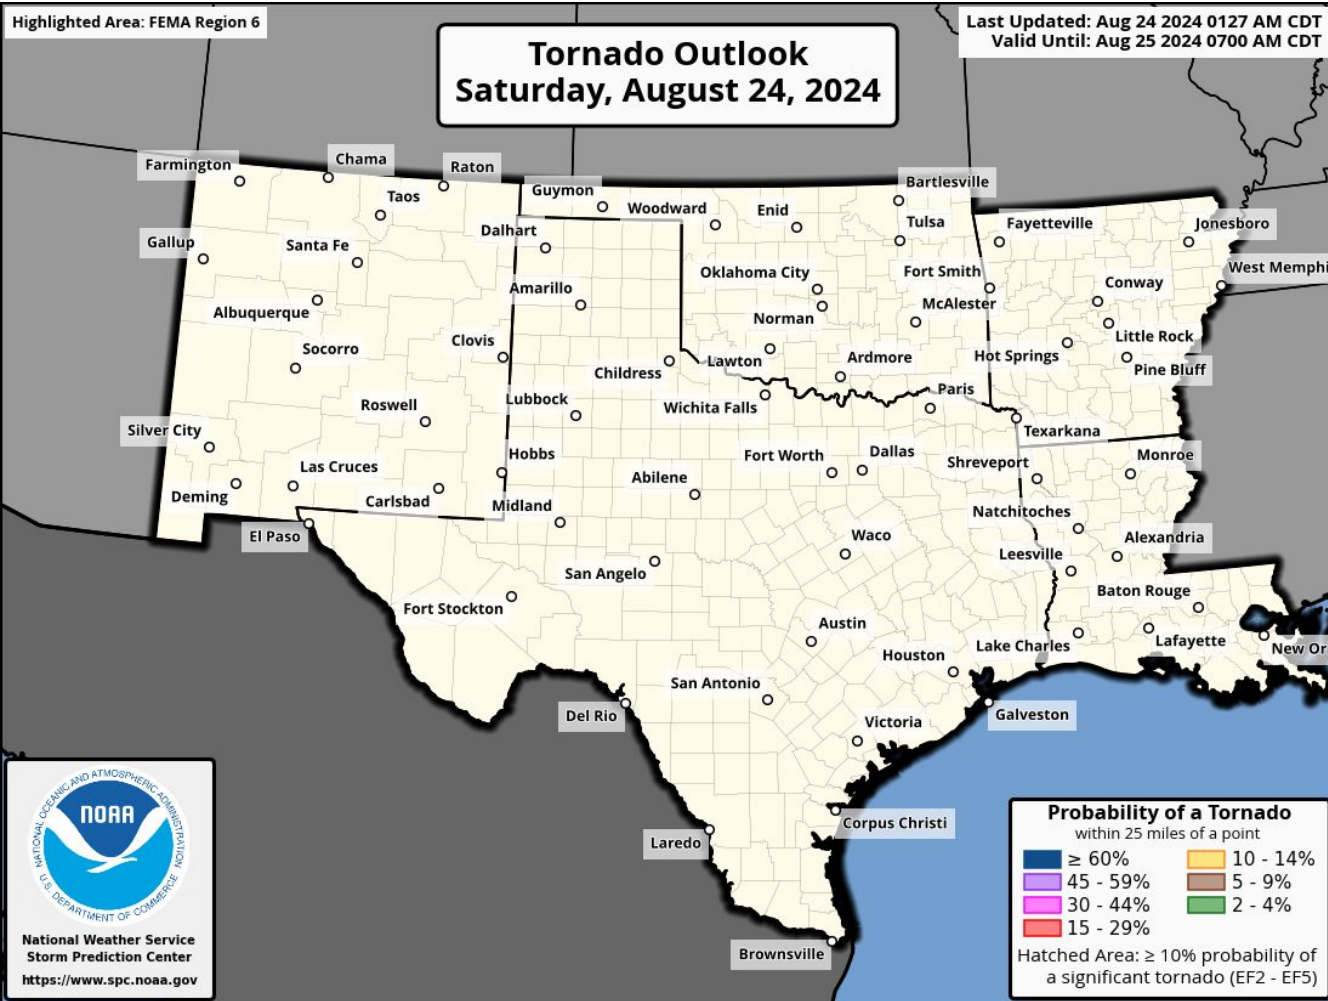 Highlighted Area: FEMA Region 6
Last Updated: Aug 24 2024 0127 AM CDT
Valid Until: Aug 25 2024 0700 AM CDT
Tornado Outlook
Saturday, August 24, 2024
Farmington
Chama
Raton
Taos
Guymon
Woodward
Enid
Bartlesville
Tulsa
Fayetteville
Jonesboro
Gallup
Santa Fe
Dalhart
Oklahoma City
Fort Smith
West Memphi
Amarillo
Conway
Albuquerque
Norman
McAlester
Socorro
Clovis
Childress
Lawton
Ardmore
Hot Springs
Little Rock
Pine Bluff
Roswell
Lubbock
Wichita Falls
Paris
Silver City
Texarkana
Las Cruces
Hobbs
Fort Worth
Dallas
Shreveport
Monroe
Deming
Carlsbad
Midland
Abilene
Natchitoches
El Paso
Waco
Alexandria
Leesville
San Angelo
Baton Rouge
Fort Stockton
Austin
Lake Charles
Lafayette
New Or
Houston
San Antonio
Del Rio
Victoria
Galveston
Corpus Christi
Laredo
Brownsville
NATIONAL OCEANIC AND ATMOSPHERIC ADMINISTRATION
NOAA
U.S. DEPARTMENT OF COMMERCE
National Weather Service
Storm Prediction Center
https://www.spc.noaa.gov
Probability of a Tornado
within 25 miles of a point
≥ 60%
45 - 59%
30 - 44%
15 - 29%
10 - 14%
5 - 9%
2 - 4%
Hatched Area: ≥ 10% probability of
a significant tornado (EF2 - EF5)